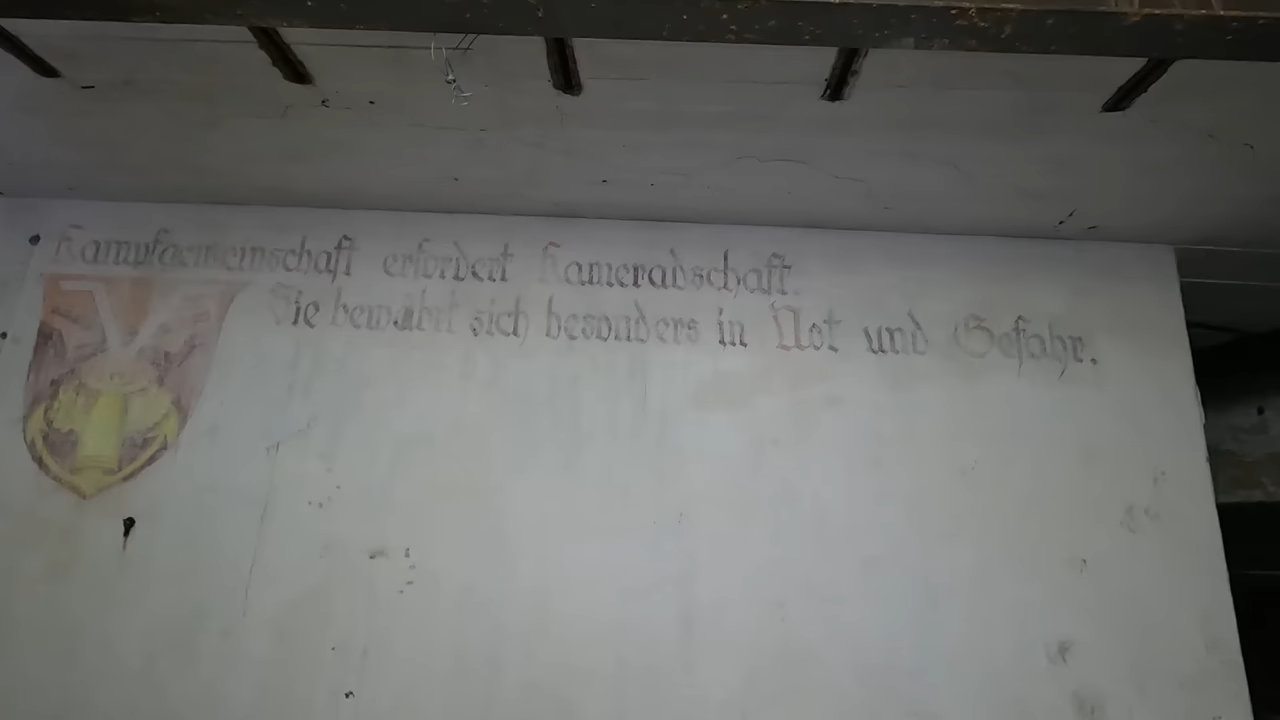 Kampfgemeinschaft erfordert Kameradschaft.
Sie bewährt sich besonders in Not und Gefahr.